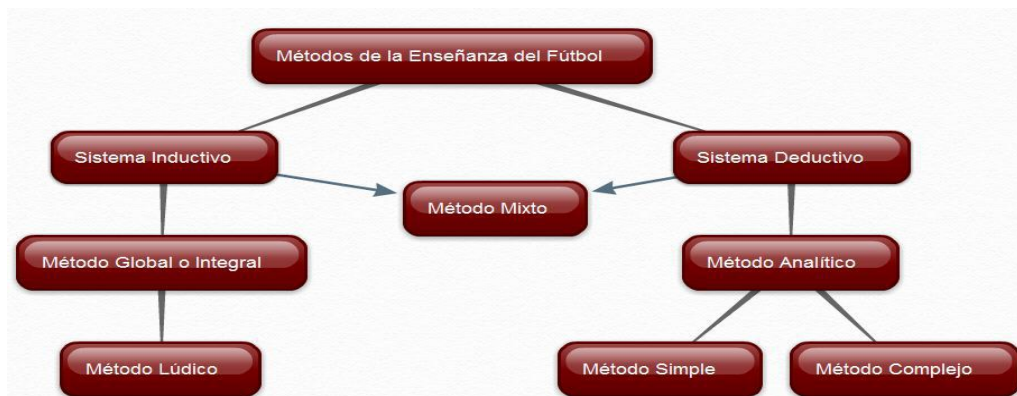 Métodos de la Enseñanza del Fútbol
Sistema Inductivo
Sistema Deductivo
Método Mixto
Método Global o Integral
Método Analítico
Método Lúdico
Método Simple
Método Complejo